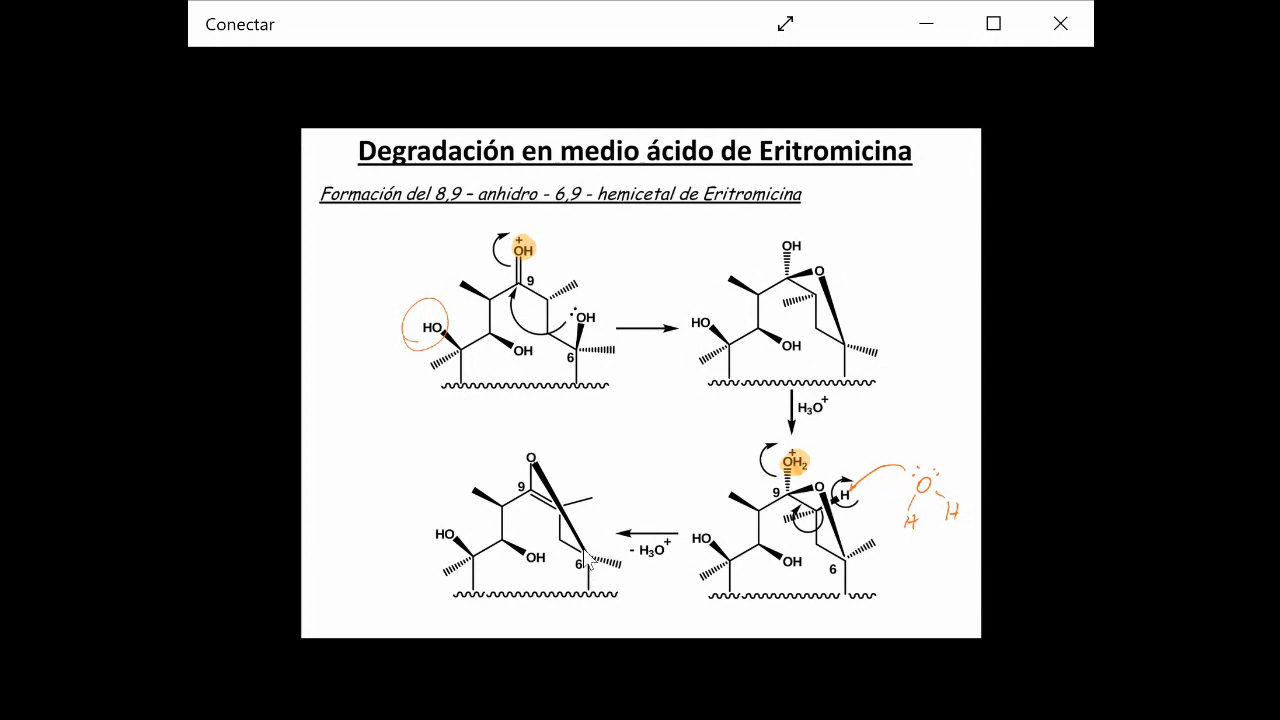 Conectar
Degradación en medio ácido de Eritromicina
Formación del 8,9 – anhidro - 6,9 - hemicetal de Eritromicina
+
OH
9
HO
OH
:OH
6
OH
O
HO
OH
H₃O⁺
O
9
HO
OH
6
- H₃O⁺
+
OH₂
9
O
H
HO
OH
6
O
H
H